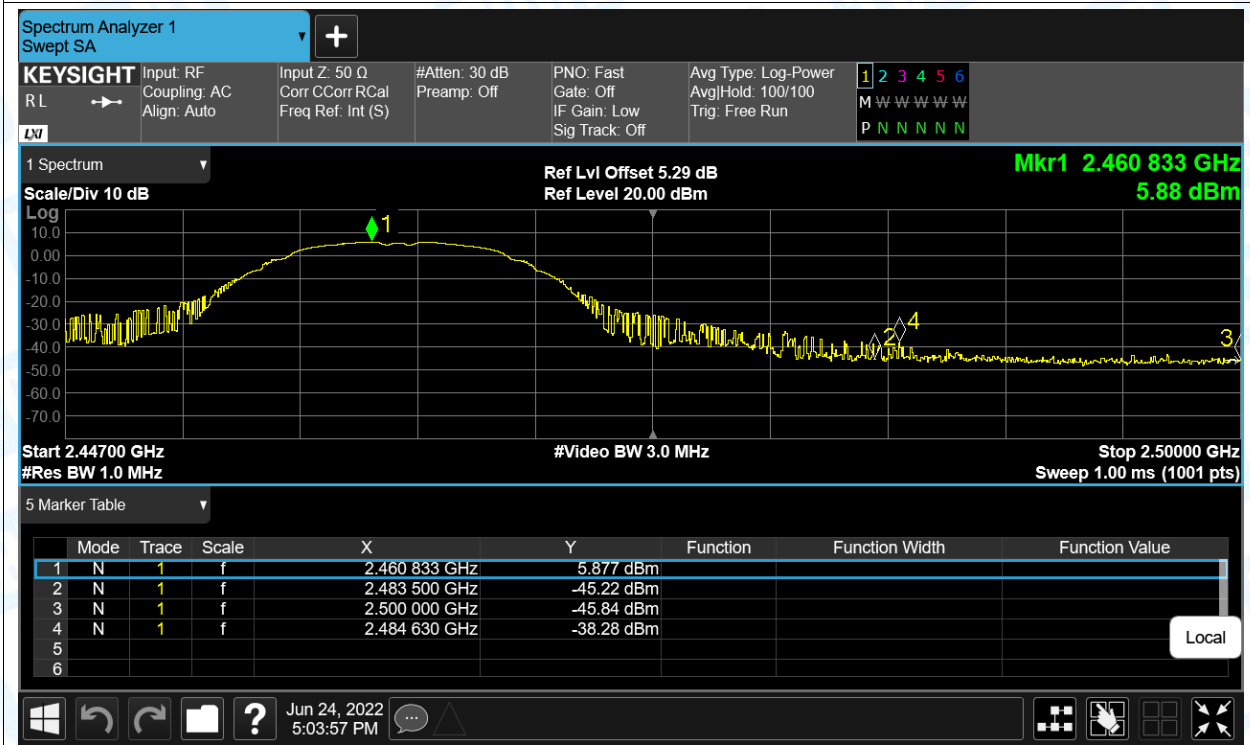 Spectrum Analyzer 1
Swept SA
KEYSIGHT
R L
LXI
Input: RF
Coupling: AC
Align: Auto
Input Z: 50 Ω
Corr CCorr RCal
Freq Ref: Int (S)
#Atten: 30 dB
Preamp: Off
PNO: Fast
Gate: Off
IF Gain: Low
Sig Track: Off
Avg Type: Log-Power
Avg|Hold: 100/100
Trig: Free Run
1 2 3 4 5 6
M W W W W W
P N N N N N
1 Spectrum
Scale/Div 10 dB
Ref Lvl Offset 5.29 dB
Ref Level 20.00 dBm
Mkr1 2.460 833 GHz
5.88 dBm
Log
10.0
0.00
-10.0
-20.0
-30.0
-40.0
-50.0
-60.0
-70.0
1
2
4
3
Start 2.44700 GHz
#Res BW 1.0 MHz
#Video BW 3.0 MHz
Stop 2.50000 GHz
Sweep 1.00 ms (1001 pts)
5 Marker Table
Mode Trace Scale X Y Function Function Width Function Value
1 N 1 f 2.460 833 GHz 5.877 dBm
2 N 1 f 2.483 500 GHz -45.22 dBm
3 N 1 f 2.500 000 GHz -45.84 dBm
4 N 1 f 2.484 630 GHz -38.28 dBm
5
6
Local
?
Jun 24, 2022
5:03:57 PM